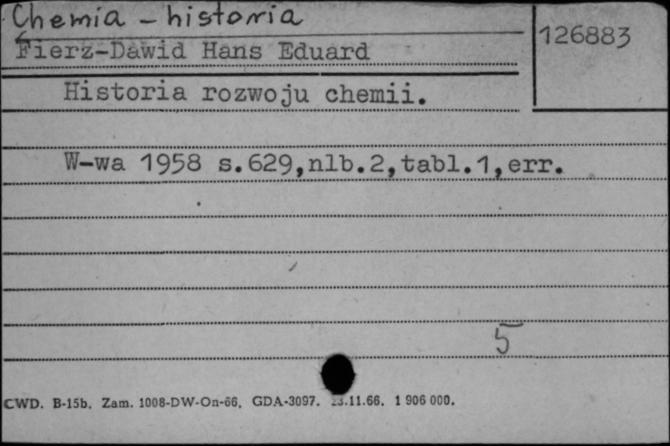 Chemia - historia
126883
Fierz-Dawid Hans Eduard
Historia rozwoju chemii.
W-wa 1958 s.629,nlb.2,tabl.1,err.
5
CWD. B-15b. Zam. 1008-DW-On-66. GDA-3097. .11.66. 1 906 000.